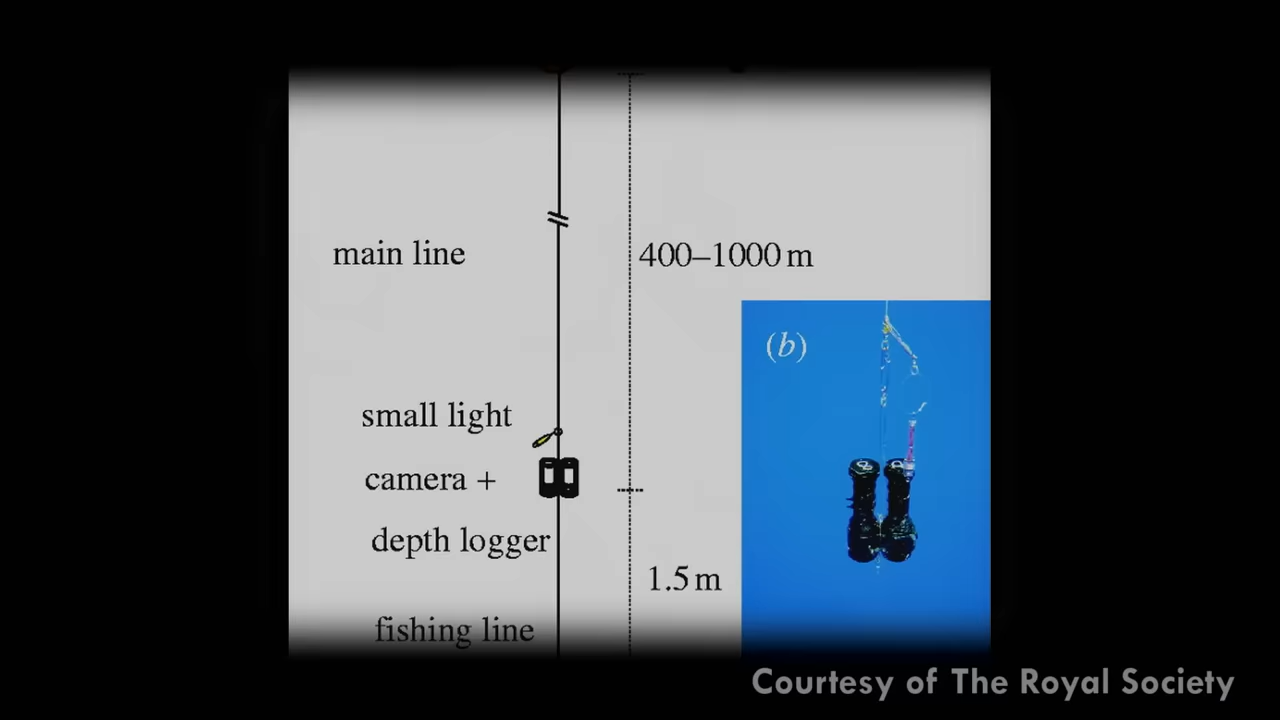 main line
400–1000 m
small light
(b)
camera +
depth logger
1.5 m
fishing line
Courtesy of The Royal Society